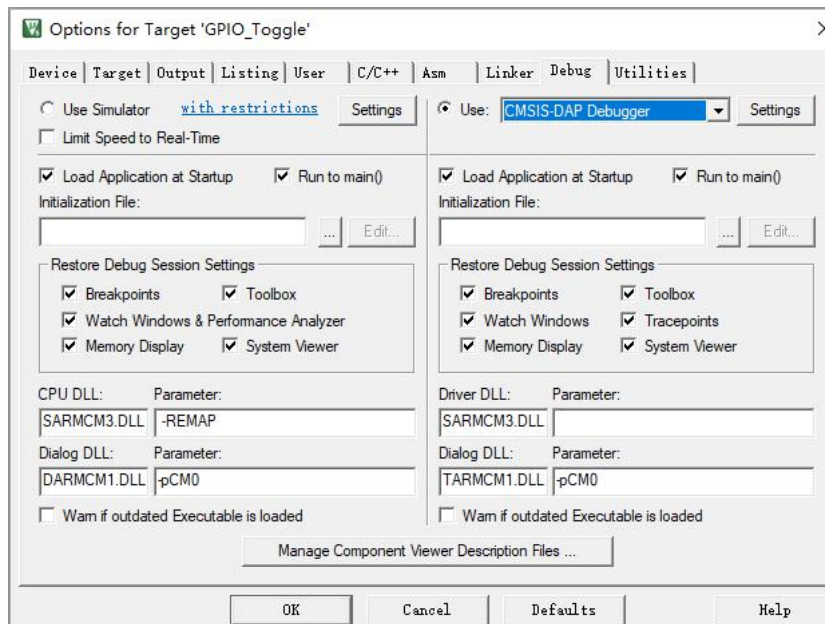 Options for Target 'GPIO_Toggle'
Device Target Output Listing User C/C++ Asm Linker Debug Utilities
Use Simulator with restrictions Settings
Limit Speed to Real-Time
Load Application at Startup Run to main()
Initialization File:
... Edit...
Restore Debug Session Settings
Breakpoints Toolbox
Watch Windows & Performance Analyzer
Memory Display System Viewer
CPU DLL: Parameter:
SARMCM3.DLL -REMAP
Dialog DLL: Parameter:
DARMCM1.DLL -pCM0
Warn if outdated Executable is loaded
Use: CMSIS-DAP Debugger Settings
Load Application at Startup Run to main()
Initialization File:
... Edit...
Restore Debug Session Settings
Breakpoints Toolbox
Watch Windows Tracepoints
Memory Display System Viewer
Driver DLL: Parameter:
SARMCM3.DLL
Dialog DLL: Parameter:
TARMCM1.DLL -pCM0
Warn if outdated Executable is loaded
Manage Component Viewer Description Files ...
OK Cancel Defaults Help